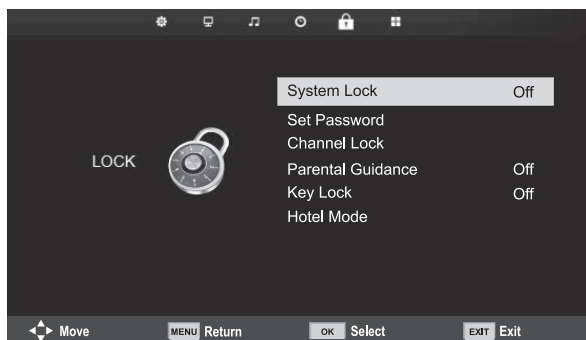 System Lock Off
Set Password
Channel Lock
LOCK
Parental Guidance Off
Key Lock Off
Hotel Mode
Move MENU Return OK Select EXIT Exit